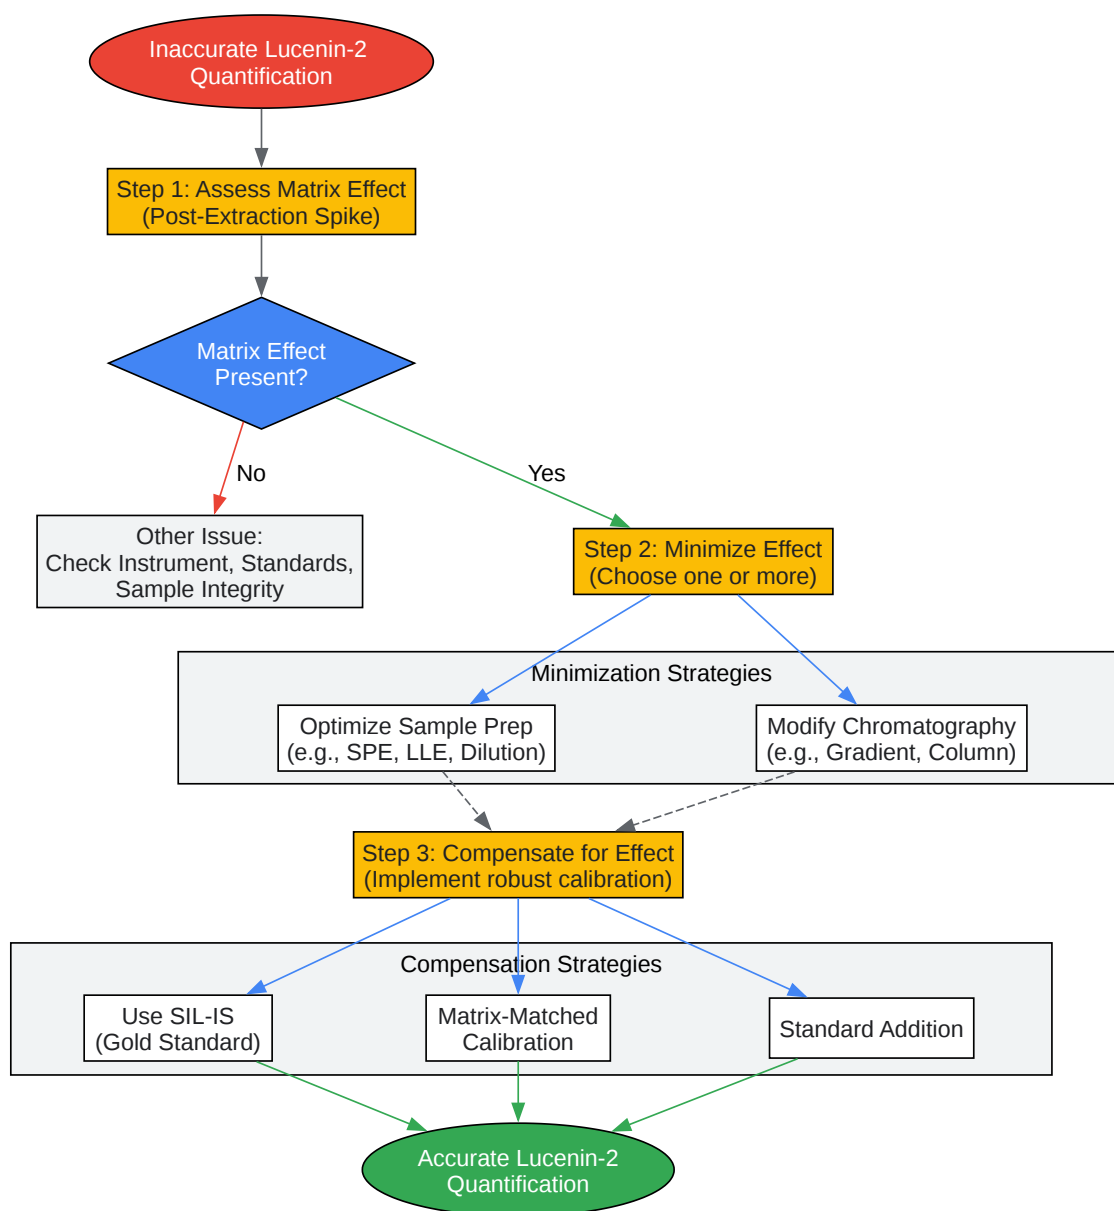 Inaccurate Lucenin-2
Quantification
Step 1: Assess Matrix Effect
(Post-Extraction Spike)
Matrix Effect
Present?
No
Yes
Other Issue:
Check Instrument, Standards,
Sample Integrity
Step 2: Minimize Effect
(Choose one or more)
Minimization Strategies
Optimize Sample Prep
(e.g., SPE, LLE, Dilution)
Modify Chromatography
(e.g., Gradient, Column)
Step 3: Compensate for Effect
(Implement robust calibration)
Compensation Strategies
Use SIL-IS
(Gold Standard)
Matrix-Matched
Calibration
Standard Addition
Accurate Lucenin-2
Quantification